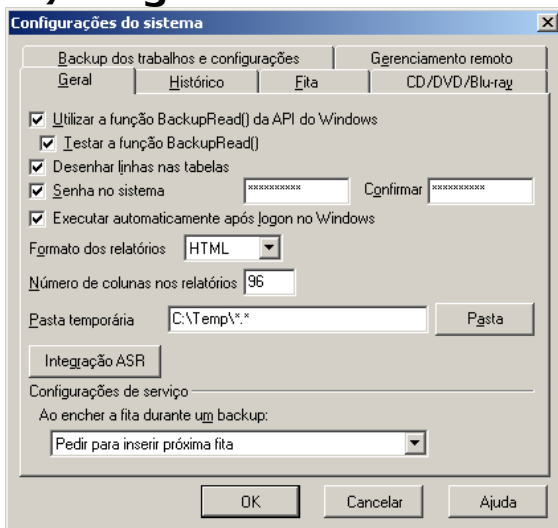 Configurações do sistema
Backup dos trabalhos e configurações Gerenciamento remoto
Geral Histórico Fita CD/DVD/Blu-ray
Utilizar a função BackupRead() da API do Windows
Testar a função BackupRead()
Desenhar linhas nas tabelas
Senha no sistema ********** Confirmar **********
Executar automaticamente após logon no Windows
Formato dos relatórios HTML
Número de colunas nos relatórios 96
Pasta temporária C:\Temp\*.* Pasta
Integração ASR
Configurações de serviço
Ao encher a fita durante um backup:
Pedir para inserir próxima fita
OK Cancelar Ajuda